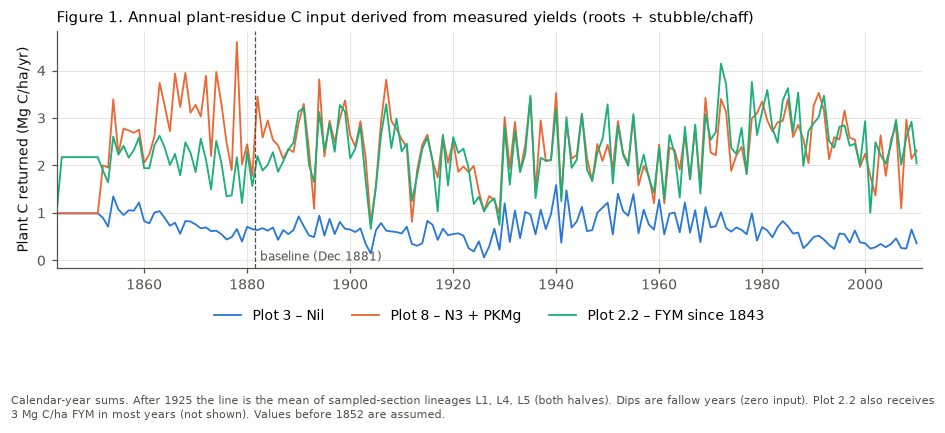 Figure 1. Annual plant-residue C input derived from measured yields (roots + stubble/chaff)
Plant C returned (Mg C/ha/yr)
4
3
2
1
0
baseline (Dec 1881)
1860 1880 1900 1920 1940 1960 1980 2000
Plot 3 – Nil Plot 8 – N3 + PKMg Plot 2.2 – FYM since 1843
Calendar-year sums. After 1925 the line is the mean of sampled-section lineages L1, L4, L5 (both halves). Dips are fallow years (zero input). Plot 2.2 also receives
3 Mg C/ha FYM in most years (not shown). Values before 1852 are assumed.